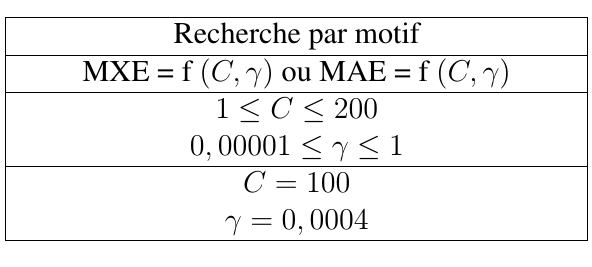 Recherche par motif
MXE = f (C, γ) ou MAE = f (C, γ)
1 ≤ C ≤ 200
0, 00001 ≤ γ ≤ 1
C = 100
γ = 0, 0004